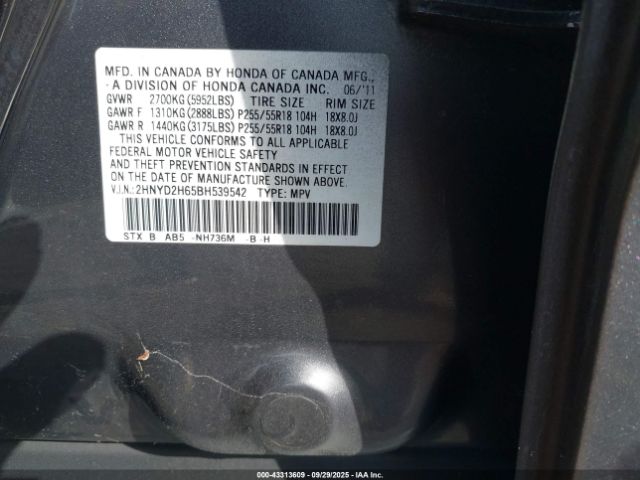 MFD. IN CANADA BY HONDA OF CANADA MFG.,
A DIVISION OF HONDA CANADA INC. 06/'11
GVWR 2700KG(5952LBS) TIRE SIZE RIM SIZE
GAWR F 1310KG(2888LBS) P255/55R18 104H 18X8.0J
GAWR R 1440KG(3175LBS) P255/55R18 104H 18X8.0J
THIS VEHICLE CONFORMS TO ALL APPLICABLE
FEDERAL MOTOR VEHICLE SAFETY
AND THEFT PREVENTION STANDARDS IN EFFECT
ON THE DATE OF MANUFACTURE SHOWN ABOVE.
V.I.N.:2HNYD2H65BH539542 TYPE: MPV
STX B AB5 -NH736M -B-H
000-43313609 - 09/29/2025 - IAA Inc.